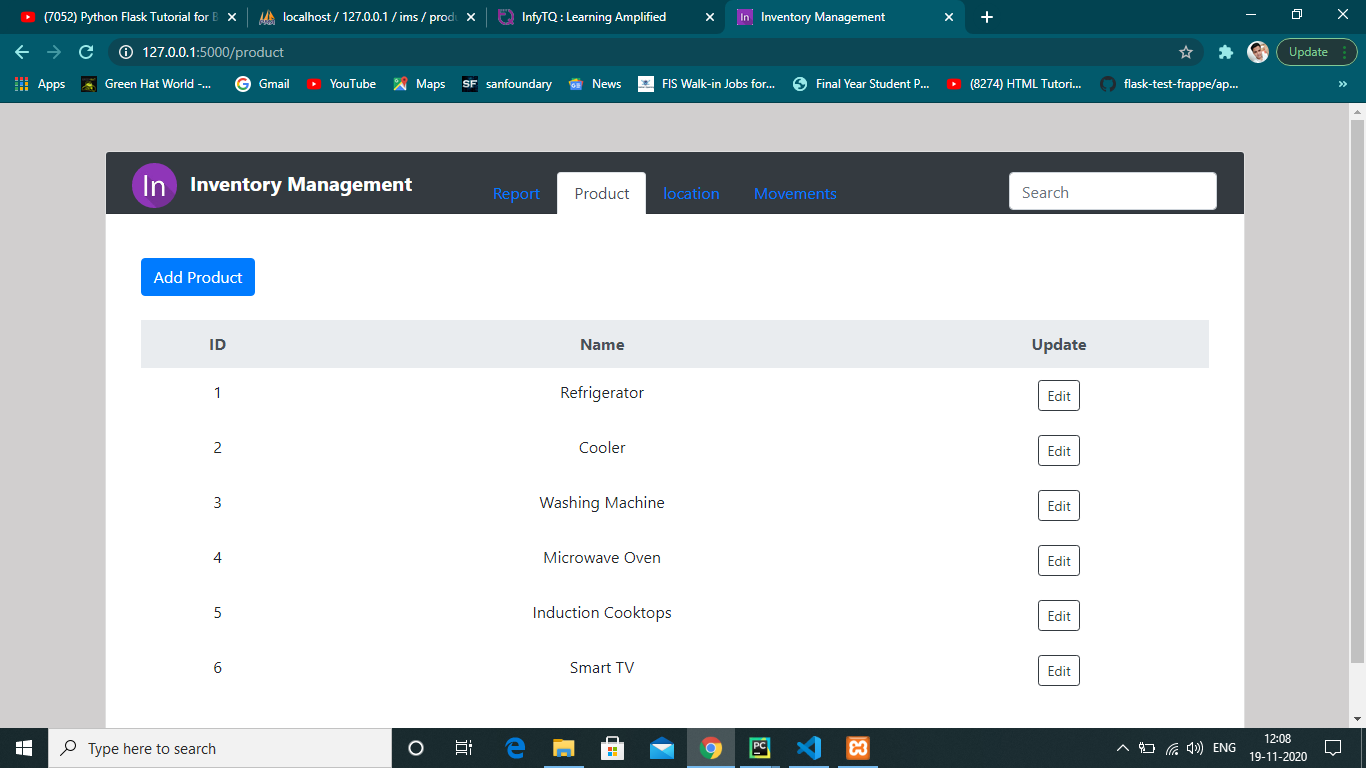 (7052) Python Flask Tutorial for B
localhost / 127.0.0.1 / ims / produ
InfyTQ : Learning Amplified
In Inventory Management
127.0.0.1:5000/product
Update
Apps
Green Hat World -...
Gmail
YouTube
Maps
SF sanfoundary
News
FIS Walk-in Jobs for...
Final Year Student P...
(8274) HTML Tutori...
flask-test-frappe/ap...
»
In Inventory Management
Report
Product
location
Movements
Search
Add Product
ID Name Update
1 Refrigerator Edit
2 Cooler Edit
3 Washing Machine Edit
4 Microwave Oven Edit
5 Induction Cooktops Edit
6 Smart TV Edit
Type here to search
PC
ENG
12:08
19-11-2020